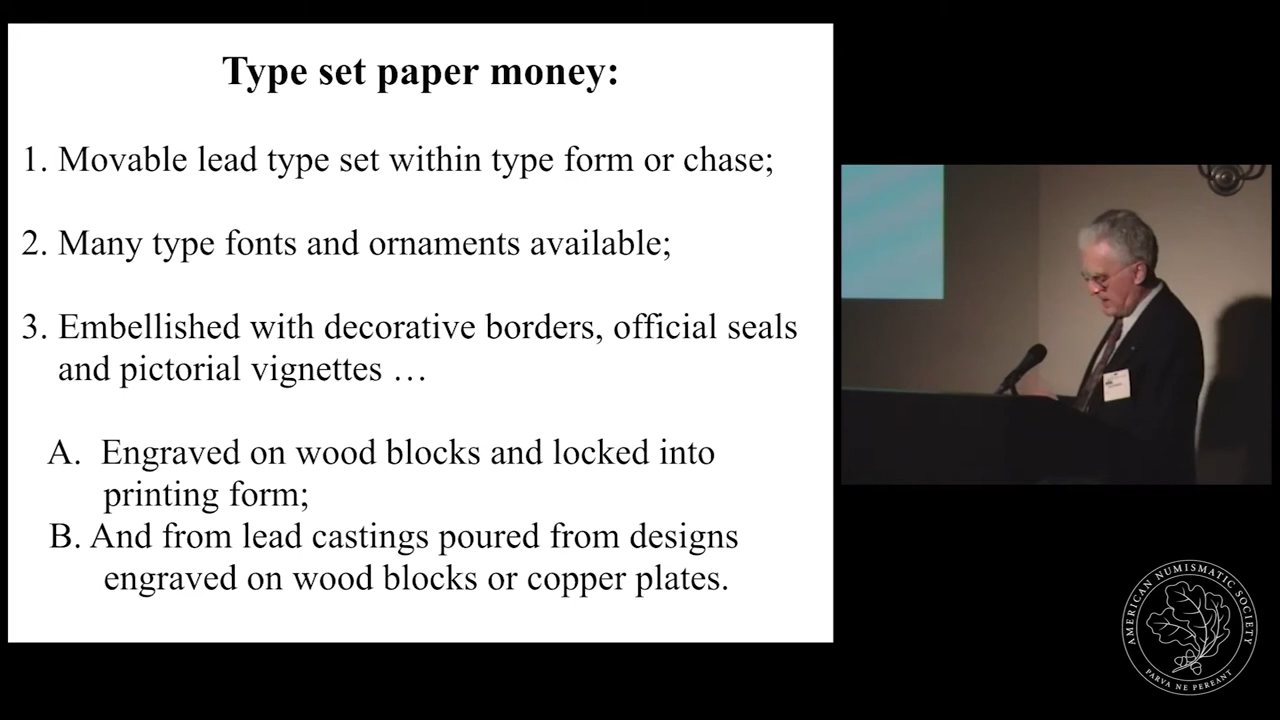 Type set paper money:
1. Movable lead type set within type form or chase;
2. Many type fonts and ornaments available;
3. Embellished with decorative borders, official seals
and pictorial vignettes …
A. Engraved on wood blocks and locked into
printing form;
B. And from lead castings poured from designs
engraved on wood blocks or copper plates.
AMERICAN NUMISMATIC SOCIETY
PARVA NE PEREANT